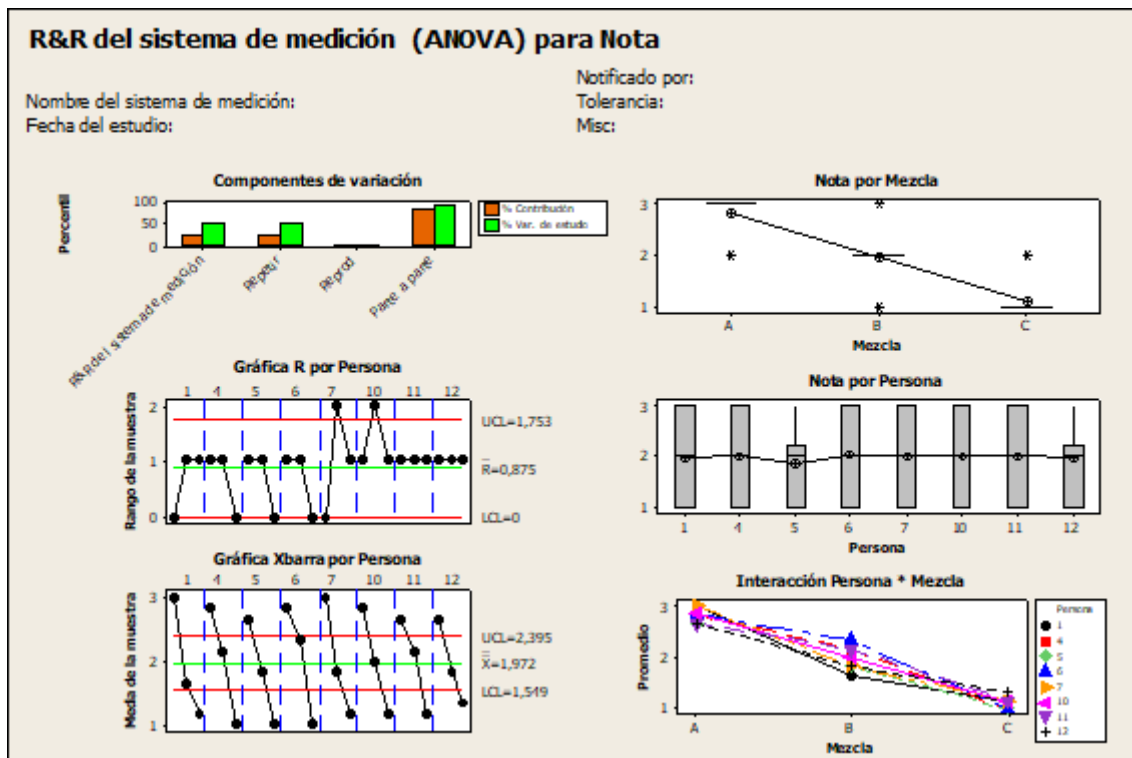 R&R del sistema de medición (ANOVA) para Nota
Nombre del sistema de medición:
Fecha del estudio:
Notificado por:
Tolerancia:
Misc:
Componentes de variación
Percentil
100
50
0
R&R del sistema de medición
Repetir
Reprod
Parte a parte
% Contribución
% Var. de estudio
Nota por Mezcla
3
2
1
A B C
Mezcla
Gráfica R por Persona
1 4 5 6 7 10 11 12
Rango de la muestra
2
1
0
UCL=1,753
R=0,875
LCL=0
Nota por Persona
3
2
1
1 4 5 6 7 10 11 12
Persona
Gráfica Xbarra por Persona
1 4 5 6 7 10 11 12
Media de la muestra
3
2
1
UCL=2,395
X=1,972
LCL=1,549
Interacción Persona * Mezcla
Promedio
3
2
1
A B C
Mezcla
Persona
1
4
5
6
7
10
11
12